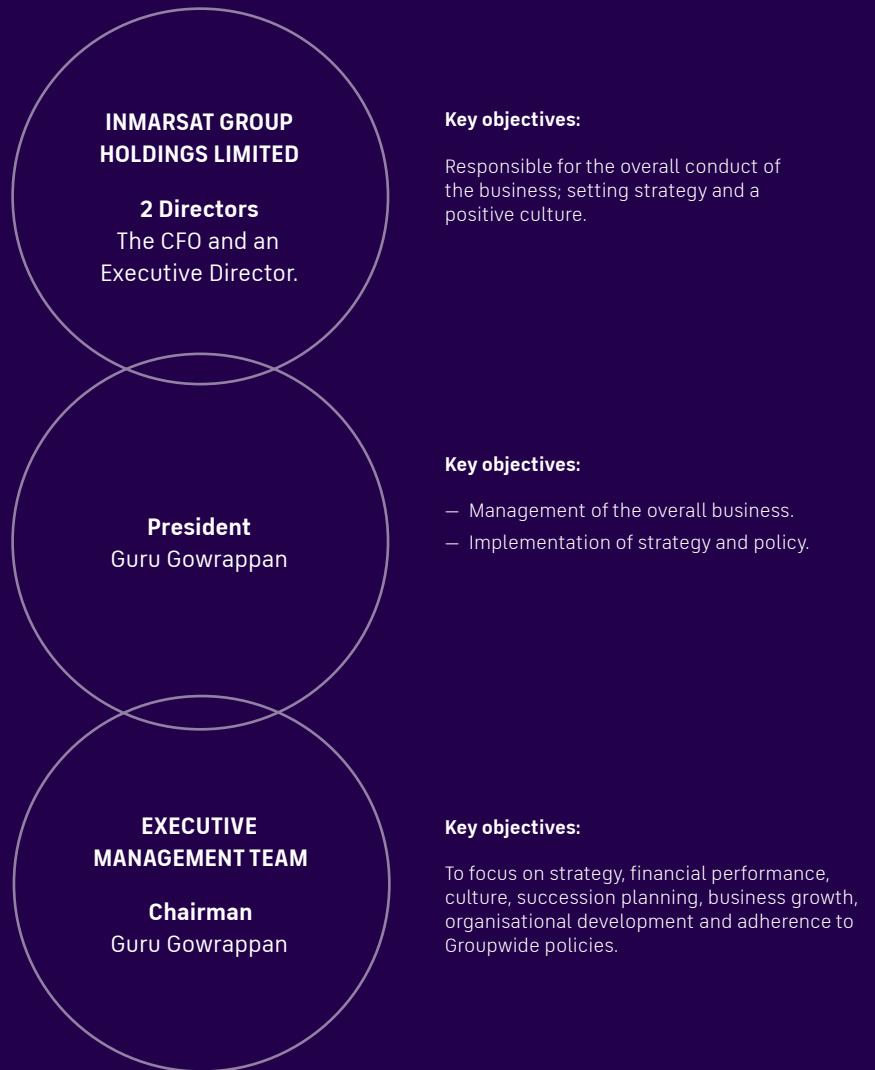 INMARSAT GROUP
HOLDINGS LIMITED
2 Directors
The CFO and an
Executive Director.
Key objectives:
Responsible for the overall conduct of
the business; setting strategy and a
positive culture.
President
Guru Gowrappan
Key objectives:
— Management of the overall business.
— Implementation of strategy and policy.
EXECUTIVE
MANAGEMENT TEAM
Chairman
Guru Gowrappan
Key objectives:
To focus on strategy, financial performance,
culture, succession planning, business growth,
organisational development and adherence to
Groupwide policies.